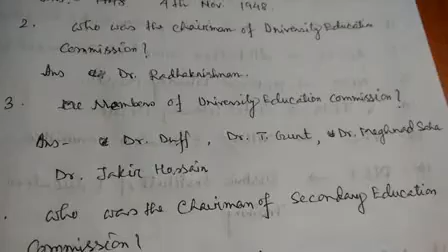 4th Nov. 1948.
2. Who was the chairman of University Education
Commission?
Ans Dr. Radhakrishnan.
3. Members of University Education Commission?
Ans- Dr. Duff, Dr. T. Gunt, Dr. Meghnad Saha
Dr. Jakir Hossain
Who was the Chairman of Secondary Education
Commission?